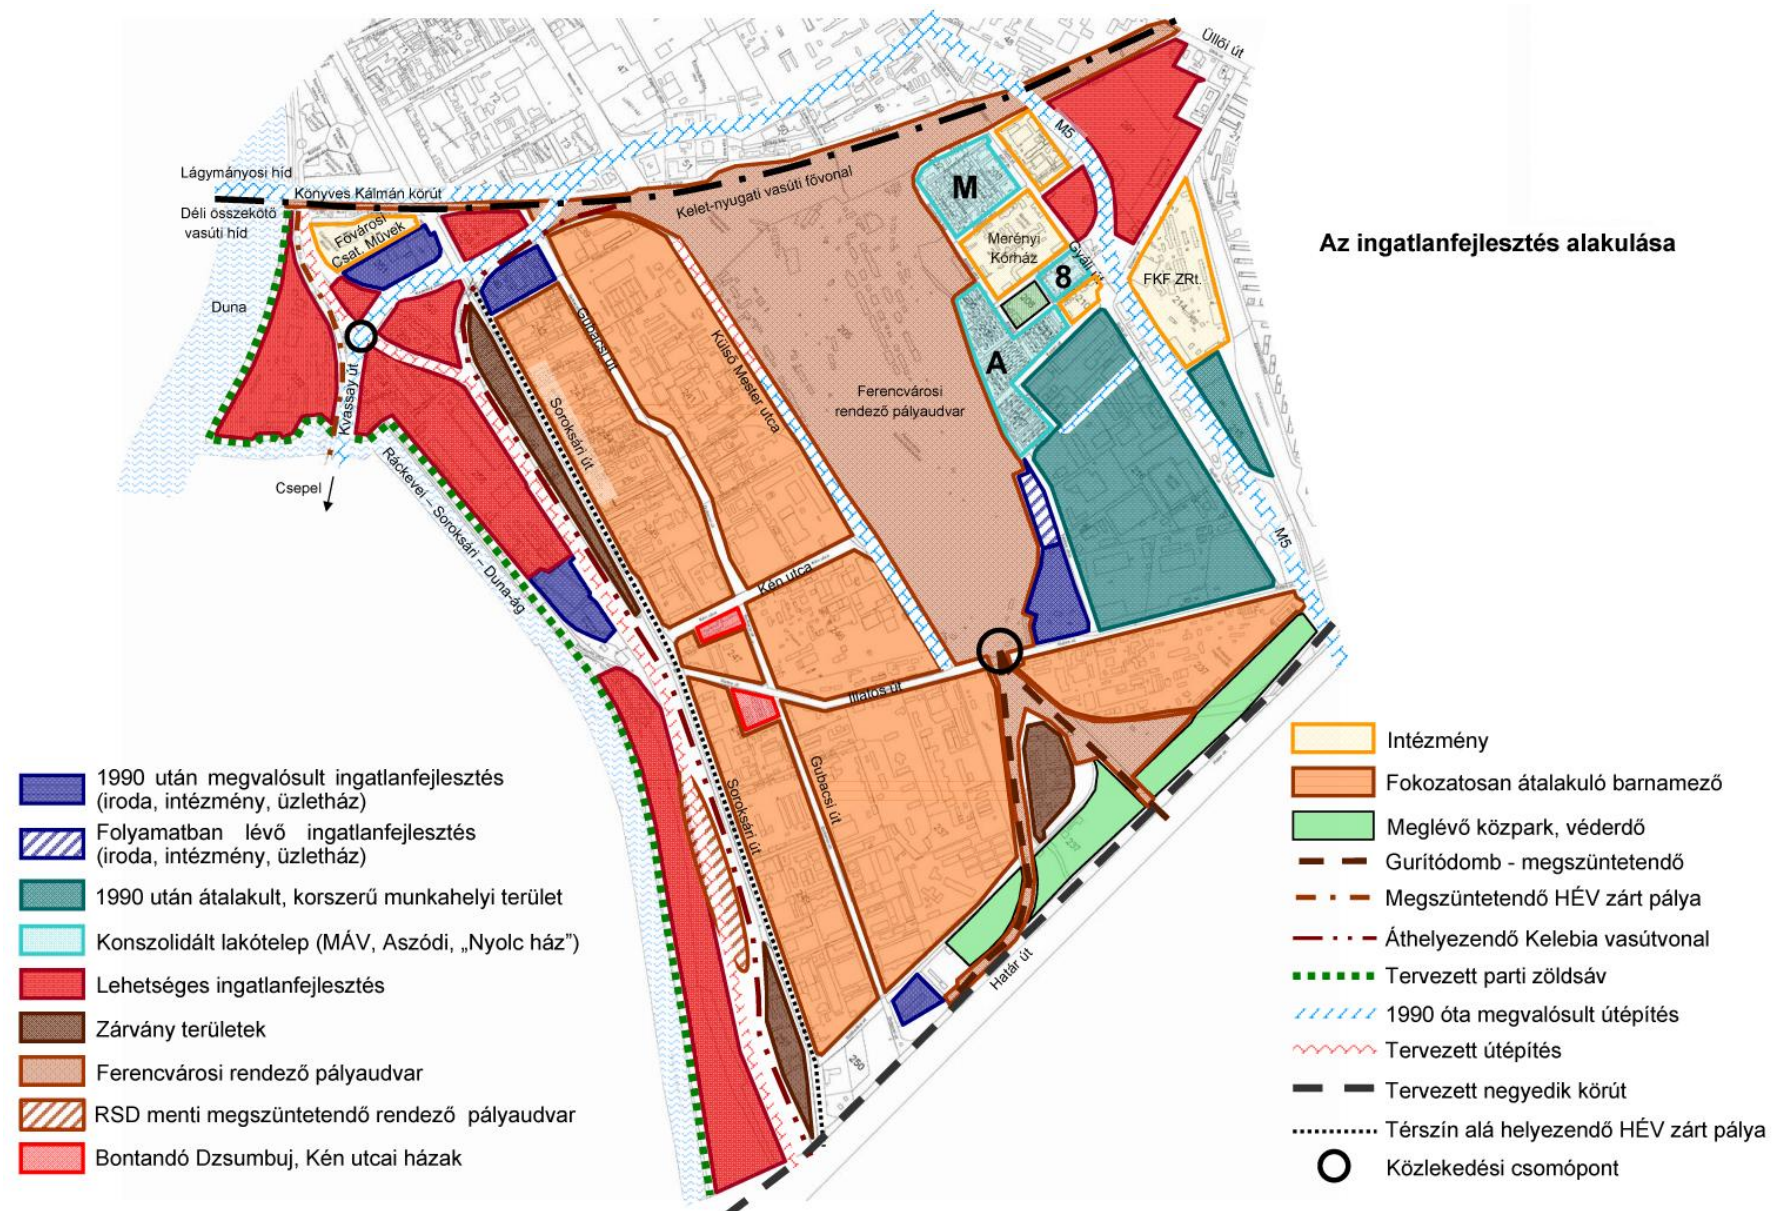 Üllői út
M5
Lágymányosi híd
Könyves Kálmán körút
Déli összekötő
vasúti híd
Kelet-nyugati vasúti fővonal
Fővárosi
Csat. Művek
M
Merényi
Kórház
Gyáli út
8
FKF ZRt.
Az ingatlanfejlesztés alakulása
Duna
Gubacsi út
Külső Mester utca
A
Kvassay út
Ferencvárosi
rendező pályaudvar
Soroksári út
Csepel
Ráckevei – Soroksári – Duna-ág
M5
Kén utca
Illatos út
Gubacsi út
Soroksári út
Határ út
250
1990 után megvalósult ingatlanfejlesztés
(iroda, intézmény, üzletház)
Folyamatban lévő ingatlanfejlesztés
(iroda, intézmény, üzletház)
1990 után átalakult, korszerű munkahelyi terület
Konszolidált lakótelep (MÁV, Aszódi, „Nyolc ház”)
Lehetséges ingatlanfejlesztés
Zárvány területek
Ferencvárosi rendező pályaudvar
RSD menti megszüntetendő rendező pályaudvar
Bontandó Dzsumbuj, Kén utcai házak
Intézmény
Fokozatosan átalakuló barnamező
Meglévő közpark, véderdő
Gurítódomb - megszüntetendő
Megszüntetendő HÉV zárt pálya
Áthelyezendő Kelebia vasútvonal
Tervezett parti zöldsáv
1990 óta megvalósult útépítés
Tervezett útépítés
Tervezett negyedik körút
Térszín alá helyezendő HÉV zárt pálya
Közlekedési csomópont